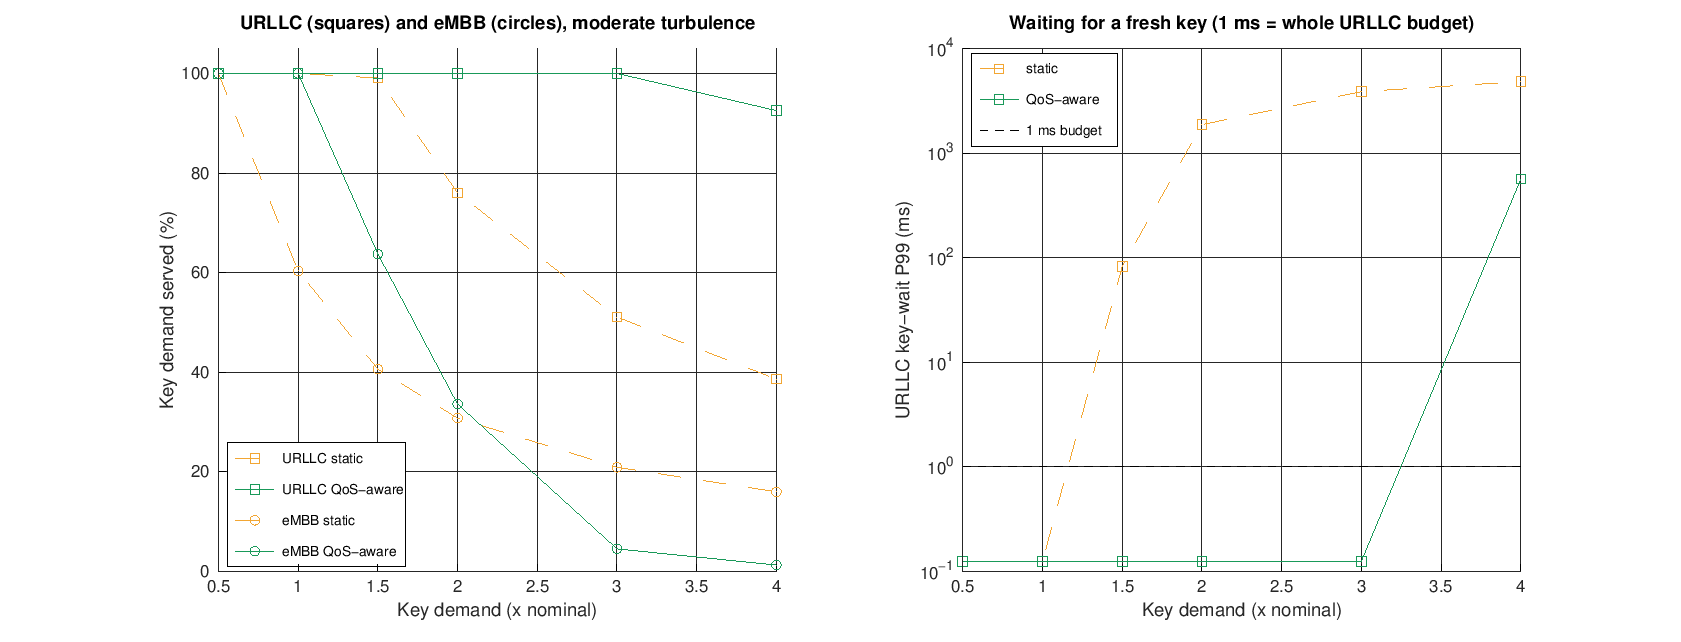 URLLC (squares) and eMBB (circles), moderate turbulence
100
80
60
40
20
0
Key demand served (%)
URLLC static
URLLC QoS−aware
eMBB static
eMBB QoS−aware
0.5 1 1.5 2 2.5 3 3.5 4
Key demand (x nominal)
Waiting for a fresh key (1 ms = whole URLLC budget)
10^4
10^3
10^2
10^1
10^0
10^−1
URLLC key−wait P99 (ms)
static
QoS−aware
1 ms budget
0.5 1 1.5 2 2.5 3 3.5 4
Key demand (x nominal)